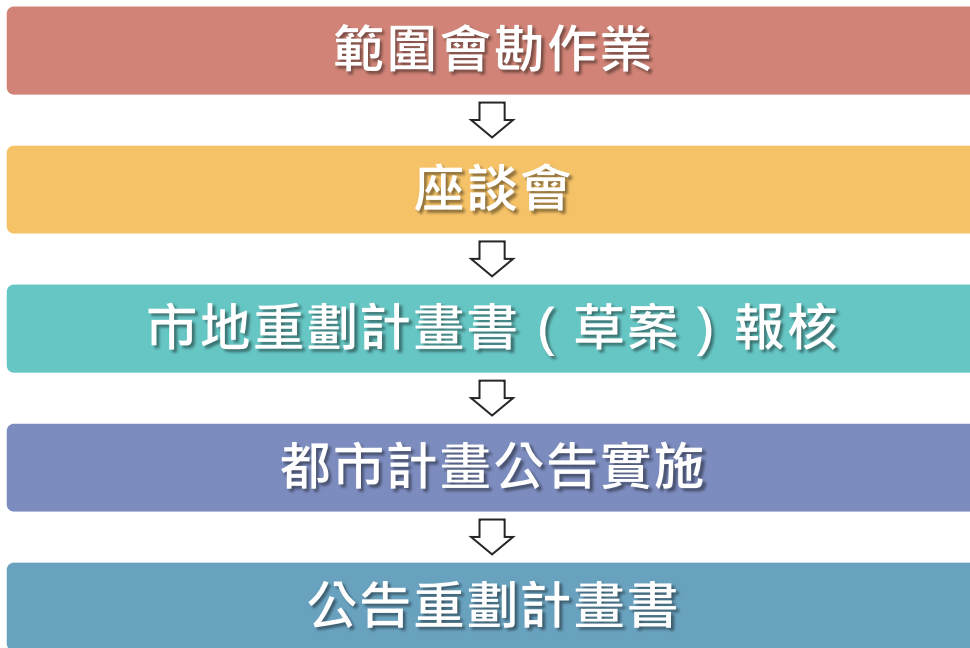 範圍會勘作業
座談會
市地重劃計畫書（草案）報核
都市計畫公告實施
公告重劃計畫書